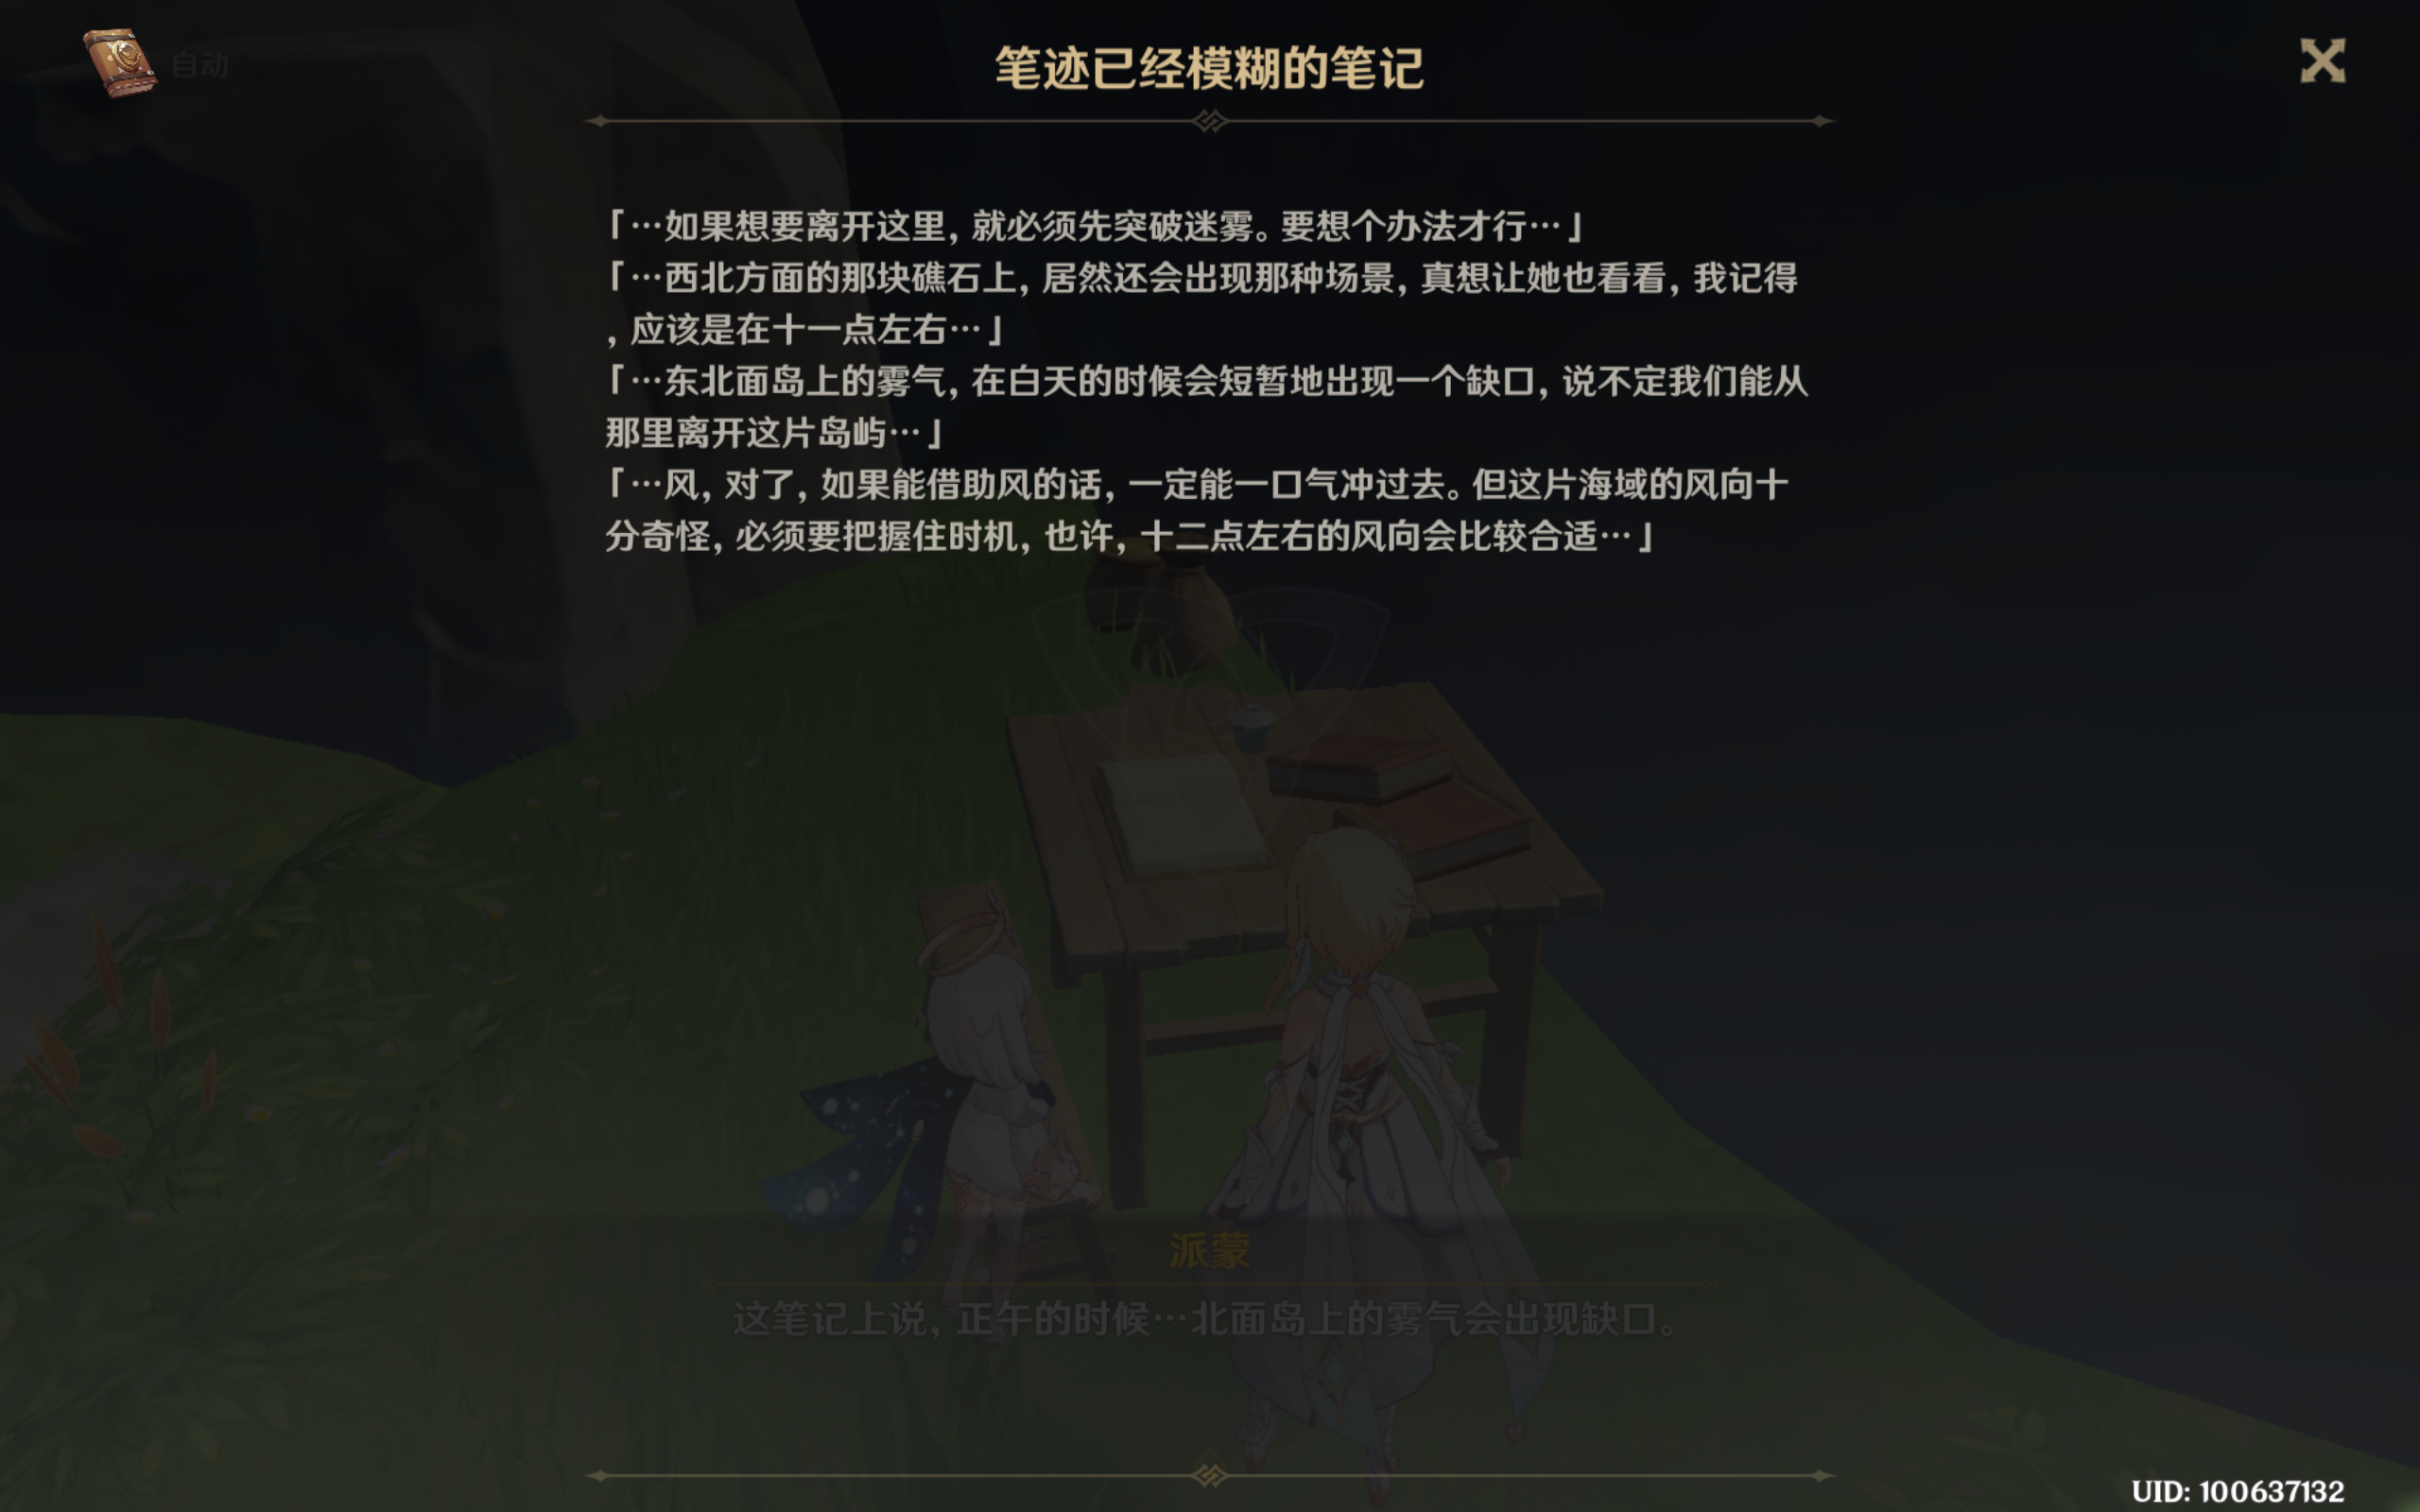 自动
笔迹已经模糊的笔记
「…如果想要离开这里,就必须先突破迷雾。要想个办法才行…」
「…西北方面的那块礁石上,居然还会出现那种场景,真想让她也看看,我记得
,应该是在十一点左右…」
「…东北面岛上的雾气,在白天的时候会短暂地出现一个缺口,说不定我们能从
那里离开这片岛屿…」
「…风,对了,如果能借助风的话,一定能一口气冲过去。但这片海域的风向十
分奇怪,必须要把握住时机,也许,十二点左右的风向会比较合适…」
派蒙
这笔记上说,正午的时候…北面岛上的雾气会出现缺口。
UID: 100637132